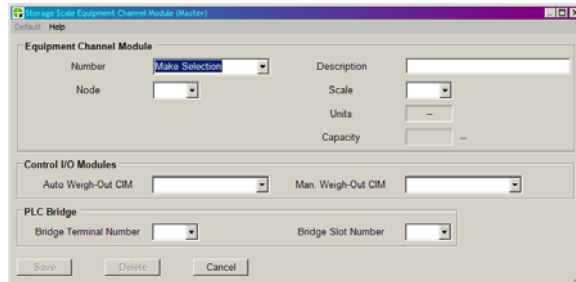 Storage Scale Equipment Channel Module (Master)
Default Help
Equipment Channel Module
Number Make Selection Description
Node Scale
Units --
Capacity --
Control I/O Modules
Auto Weigh-Out CIM Man. Weigh-Out CIM
PLC Bridge
Bridge Terminal Number Bridge Slot Number
Save Delete Cancel